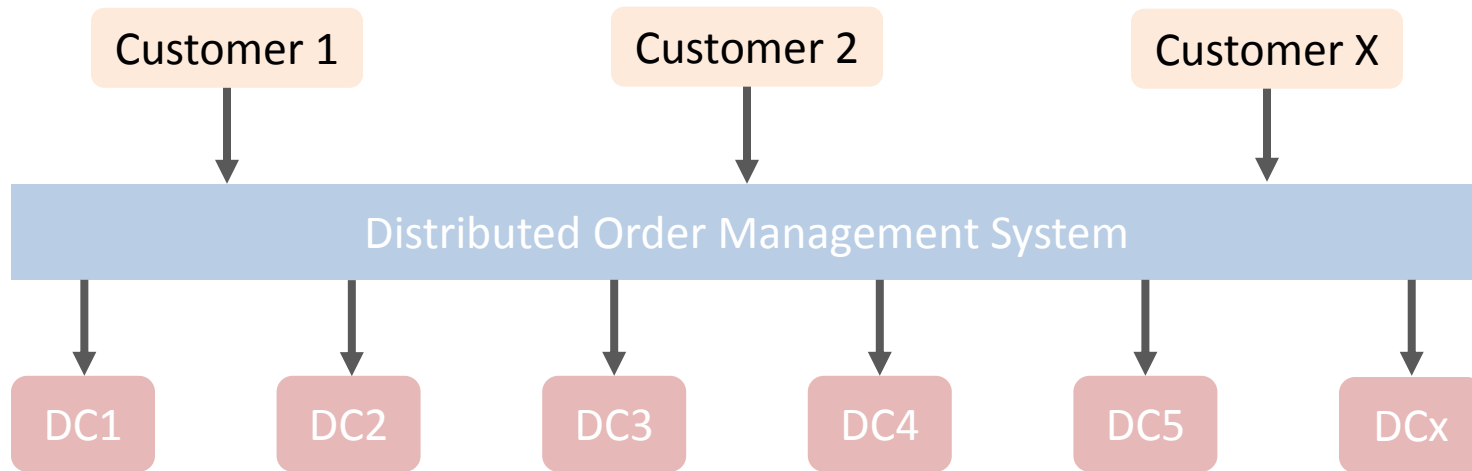 Customer 1
Customer 2
Customer X
Distributed Order Management System
DC1
DC2
DC3
DC4
DC5
DCx